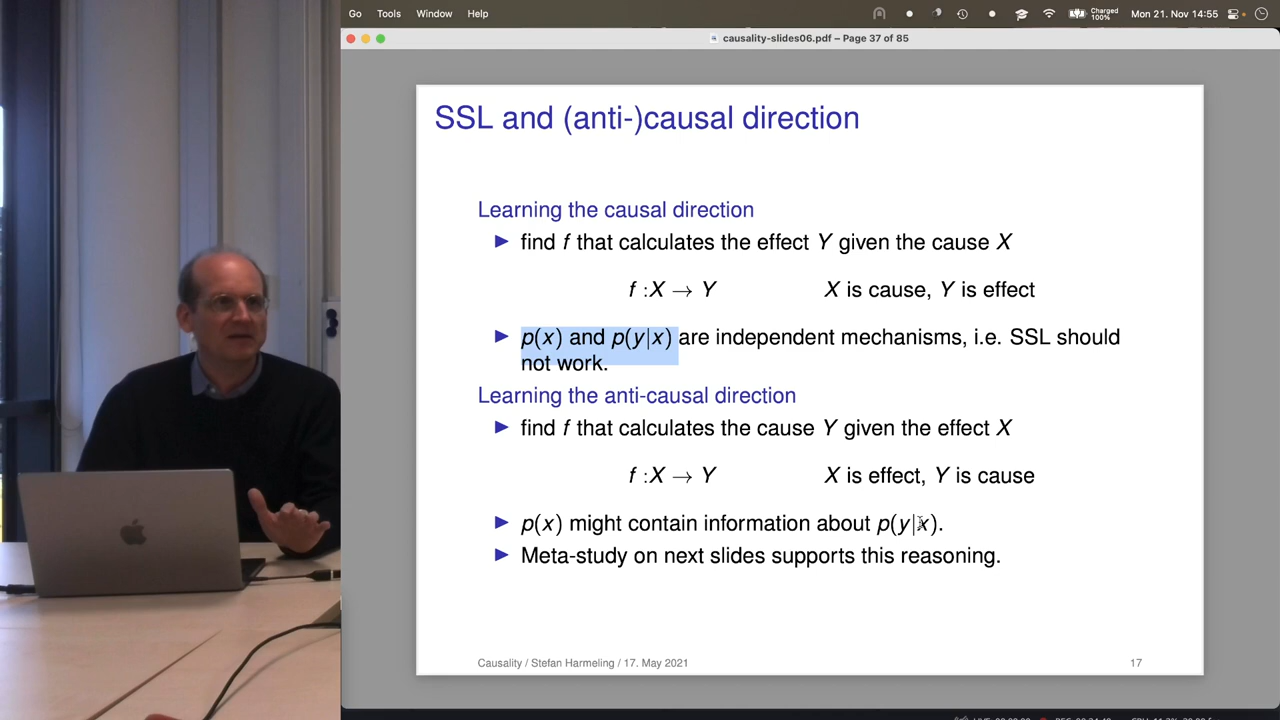 Go Tools Window Help Charged 100% Mon 21. Nov 14:55
causality-slides06.pdf – Page 37 of 85
SSL and (anti-)causal direction
Learning the causal direction
▶ find f that calculates the effect Y given the cause X
f : X → Y X is cause, Y is effect
▶ p(x) and p(y|x) are independent mechanisms, i.e. SSL should
not work.
Learning the anti-causal direction
▶ find f that calculates the cause Y given the effect X
f : X → Y X is effect, Y is cause
▶ p(x) might contain information about p(y|x).
▶ Meta-study on next slides supports this reasoning.
Causality / Stefan Harmeling / 17. May 2021 17